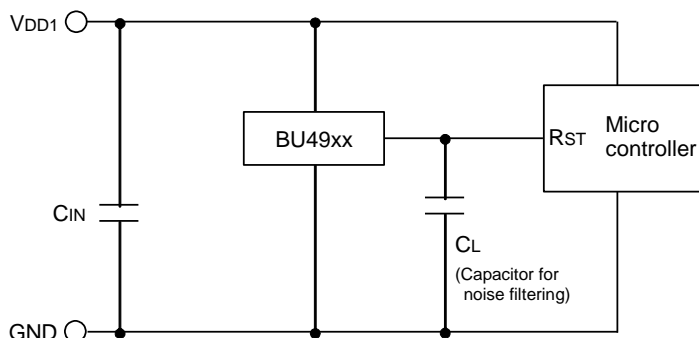 VDD1
BU49xx
RST
Micro
controller
CIN
CL
(Capacitor for
noise filtering)
GND